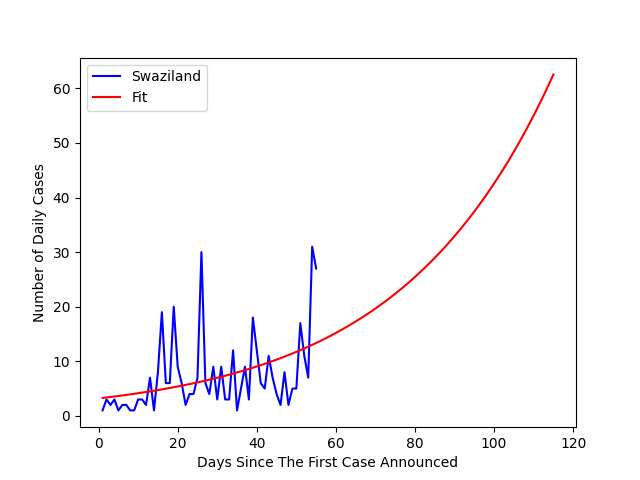 Swaziland
Fit
Number of Daily Cases
60
50
40
30
20
10
0
0 20 40 60 80 100 120
Days Since The First Case Announced